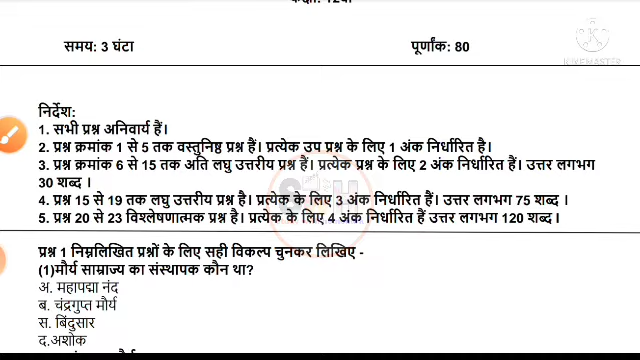 कक्षा: 12वीं
समय: 3 घंटा
पूर्णांक: 80
KINEMASTER
निर्देश:
1. सभी प्रश्न अनिवार्य हैं।
2. प्रश्न क्रमांक 1 से 5 तक वस्तुनिष्ठ प्रश्न हैं। प्रत्येक उप प्रश्न के लिए 1 अंक निर्धारित है।
3. प्रश्न क्रमांक 6 से 15 तक अति लघु उत्तरीय प्रश्न हैं। प्रत्येक प्रश्न के लिए 2 अंक निर्धारित हैं। उत्तर लगभग
30 शब्द ।
4. प्रश्न 15 से 19 तक लघु उत्तरीय प्रश्न है। प्रत्येक के लिए 3 अंक निर्धारित हैं। उत्तर लगभग 75 शब्द ।
5. प्रश्न 20 से 23 विश्लेषणात्मक प्रश्न है। प्रत्येक के लिए 4 अंक निर्धारित हैं उत्तर लगभग 120 शब्द ।
प्रश्न 1 निम्नलिखित प्रश्नों के लिए सही विकल्प चुनकर लिखिए -
(1)मौर्य साम्राज्य का संस्थापक कौन था?
अ. महापद्मा नंद
ब. चंद्रगुप्त मौर्य
स. बिंदुसार
द.अशोक